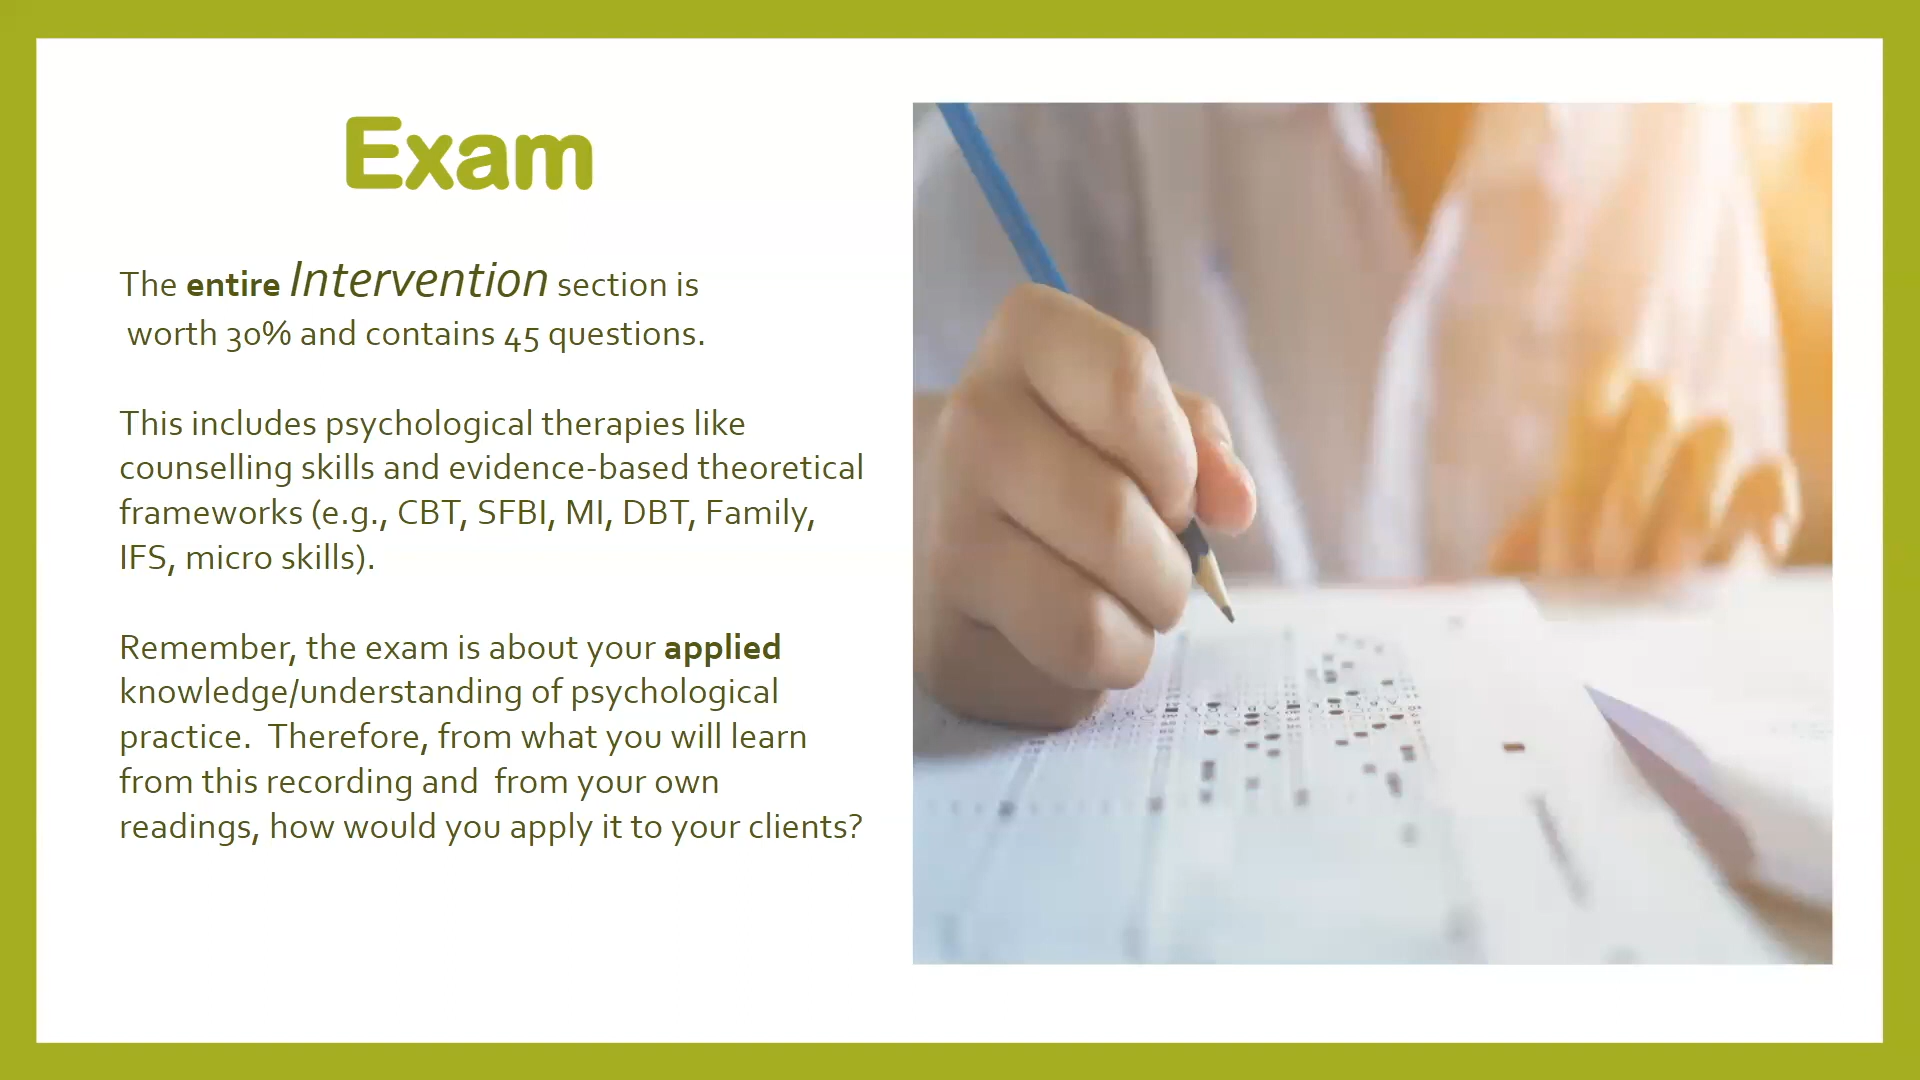 Exam
The entire Intervention section is
worth 30% and contains 45 questions.
This includes psychological therapies like
counselling skills and evidence-based theoretical
frameworks (e.g., CBT, SFBI, MI, DBT, Family,
IFS, micro skills).
Remember, the exam is about your applied
knowledge/understanding of psychological
practice.  Therefore, from what you will learn
from this recording and  from your own
readings, how would you apply it to your clients?